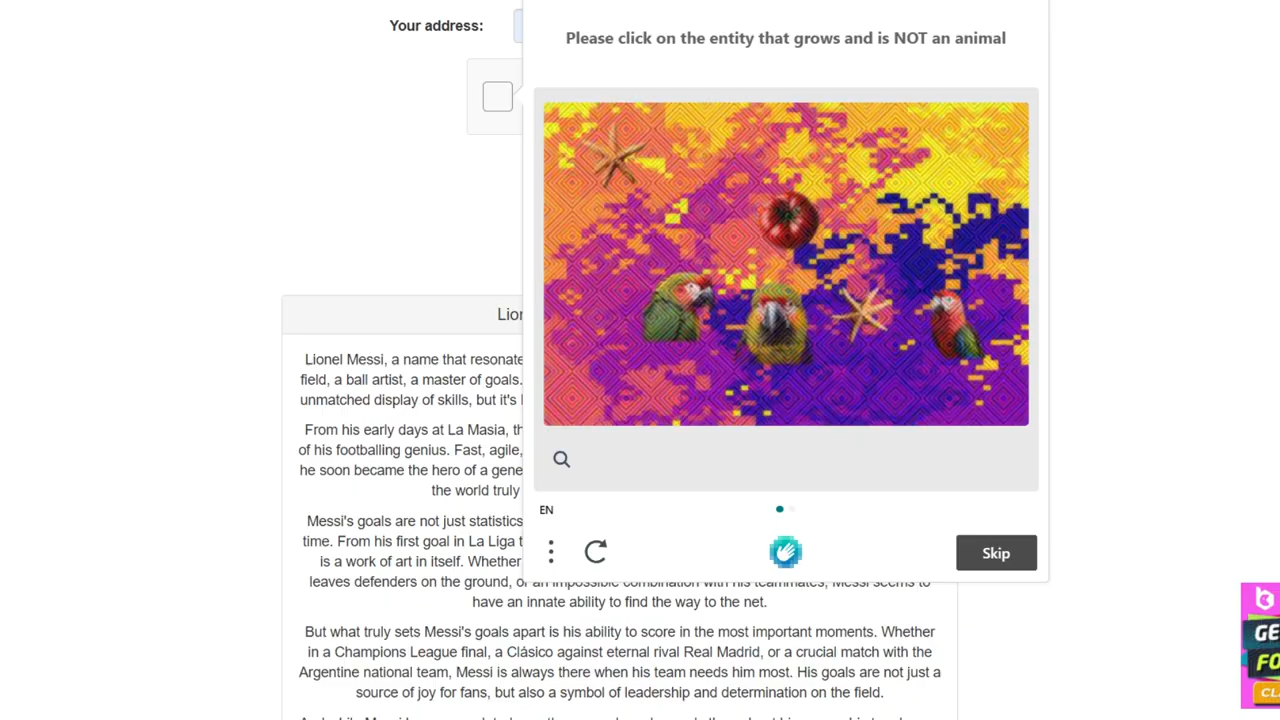 Your address:
Please click on the entity that grows and is NOT an animal
EN
Skip
Lionel Messi, a name that resonate
field, a ball artist, a master of goals.
unmatched display of skills, but it's
From his early days at La Masia, th
of his footballing genius. Fast, agile,
he soon became the hero of a gene
the world truly
Messi's goals are not just statistics
time. From his first goal in La Liga t
is a work of art in itself. Whether
leaves defenders on the ground, or an impossible combination with his teammates, Messi seems to
have an innate ability to find the way to the net.
But what truly sets Messi's goals apart is his ability to score in the most important moments. Whether
in a Champions League final, a Clásico against eternal rival Real Madrid, or a crucial match with the
Argentine national team, Messi is always there when his team needs him most. His goals are not just a
source of joy for fans, but also a symbol of leadership and determination on the field.
GE
FO
CL